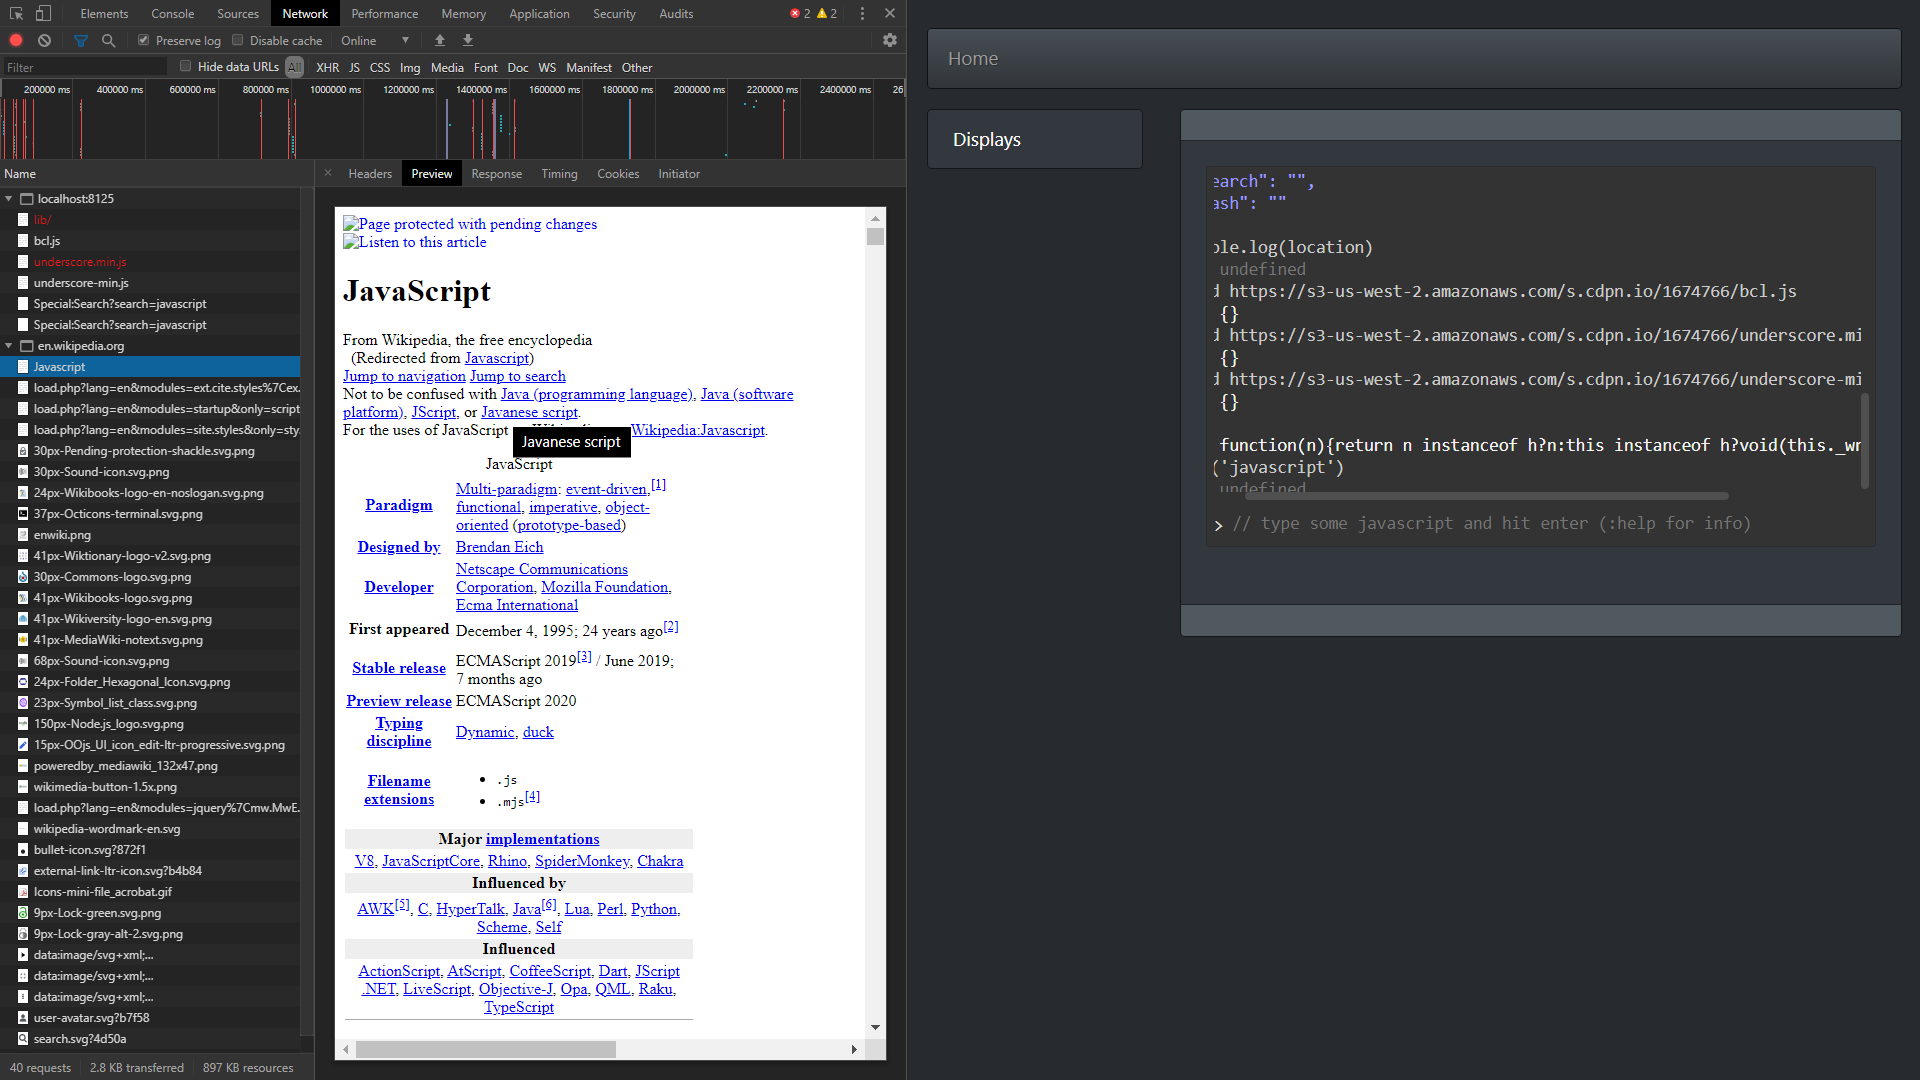 Elements Console Sources Network Performance Memory Application Security Audits 2 2
Preserve log Disable cache Online
Filter Hide data URLs All XHR JS CSS Img Media Font Doc WS Manifest Other
200000 ms 400000 ms 600000 ms 800000 ms 1000000 ms 1200000 ms 1400000 ms 1600000 ms 1800000 ms 2000000 ms 2200000 ms 2400000 ms 26
Name
localhost:8125
lib/
bcl.js
underscore.min.js
underscore-min.js
Special:Search?search=javascript
Special:Search?search=javascript
en.wikipedia.org
Javascript
load.php?lang=en&modules=ext.cite.styles%7Cex.
load.php?lang=en&modules=startup&only=script
load.php?lang=en&modules=site.styles&only=sty.
30px-Pending-protection-shackle.svg.png
30px-Sound-icon.svg.png
24px-Wikibooks-logo-en-noslogan.svg.png
37px-Octicons-terminal.svg.png
enwiki.png
41px-Wiktionary-logo-v2.svg.png
30px-Commons-logo.svg.png
41px-Wikibooks-logo.svg.png
41px-Wikiversity-logo-en.svg.png
41px-MediaWiki-notext.svg.png
68px-Sound-icon.svg.png
24px-Folder_Hexagonal_Icon.svg.png
23px-Symbol_list_class.svg.png
150px-Node.js_logo.svg.png
15px-OOjs_UI_icon_edit-ltr-progressive.svg.png
poweredby_mediawiki_132x47.png
wikimedia-button-1.5x.png
load.php?lang=en&modules=jquery%7Cmw.MwE.
wikipedia-wordmark-en.svg
bullet-icon.svg?872f1
external-link-ltr-icon.svg?b4b84
Icons-mini-file_acrobat.gif
9px-Lock-green.svg.png
9px-Lock-gray-alt-2.svg.png
data:image/svg+xml;...
data:image/svg+xml;...
data:image/svg+xml;...
user-avatar.svg?b7f58
search.svg?4d50a
40 requests 2.8 KB transferred 897 KB resources
Headers Preview Response Timing Cookies Initiator
Page protected with pending changes
Listen to this article
JavaScript
From Wikipedia, the free encyclopedia
(Redirected from Javascript)
Jump to navigation Jump to search
Not to be confused with Java (programming language), Java (software
platform), JScript, or Javanese script.
For the uses of JavaScript Wikipedia:Javascript.
Javanese script
JavaScript
Paradigm Multi-paradigm: event-driven,[1]
functional, imperative, object-
oriented (prototype-based)
Designed by Brendan Eich
Developer Netscape Communications
Corporation, Mozilla Foundation,
Ecma International
First appeared December 4, 1995; 24 years ago[2]
Stable release ECMAScript 2019[3] / June 2019;
7 months ago
Preview release ECMAScript 2020
Typing
discipline Dynamic, duck
Filename
extensions
.js
.mjs[4]
Major implementations
V8, JavaScriptCore, Rhino, SpiderMonkey, Chakra
Influenced by
AWK[5], C, HyperTalk, Java[6], Lua, Perl, Python,
Scheme, Self
Influenced
ActionScript, AtScript, CoffeeScript, Dart, JScript
.NET, LiveScript, Objective-J, Opa, QML, Raku,
TypeScript
Home
Displays
earch": "",
ash": ""
ole.log(location)
undefined
d https://s3-us-west-2.amazonaws.com/s.cdpn.io/1674766/bcl.js
{}
d https://s3-us-west-2.amazonaws.com/s.cdpn.io/1674766/underscore.mi
{}
d https://s3-us-west-2.amazonaws.com/s.cdpn.io/1674766/underscore-mi
{}
function(n){return n instanceof h?n:this instanceof h?void(this._wr
('javascript')
undefined
> // type some javascript and hit enter (:help for info)